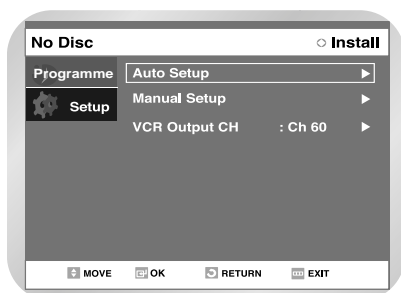 No Disc Install
Programme Auto Setup
Setup Manual Setup
VCR Output CH : Ch 60
MOVE OK RETURN EXIT